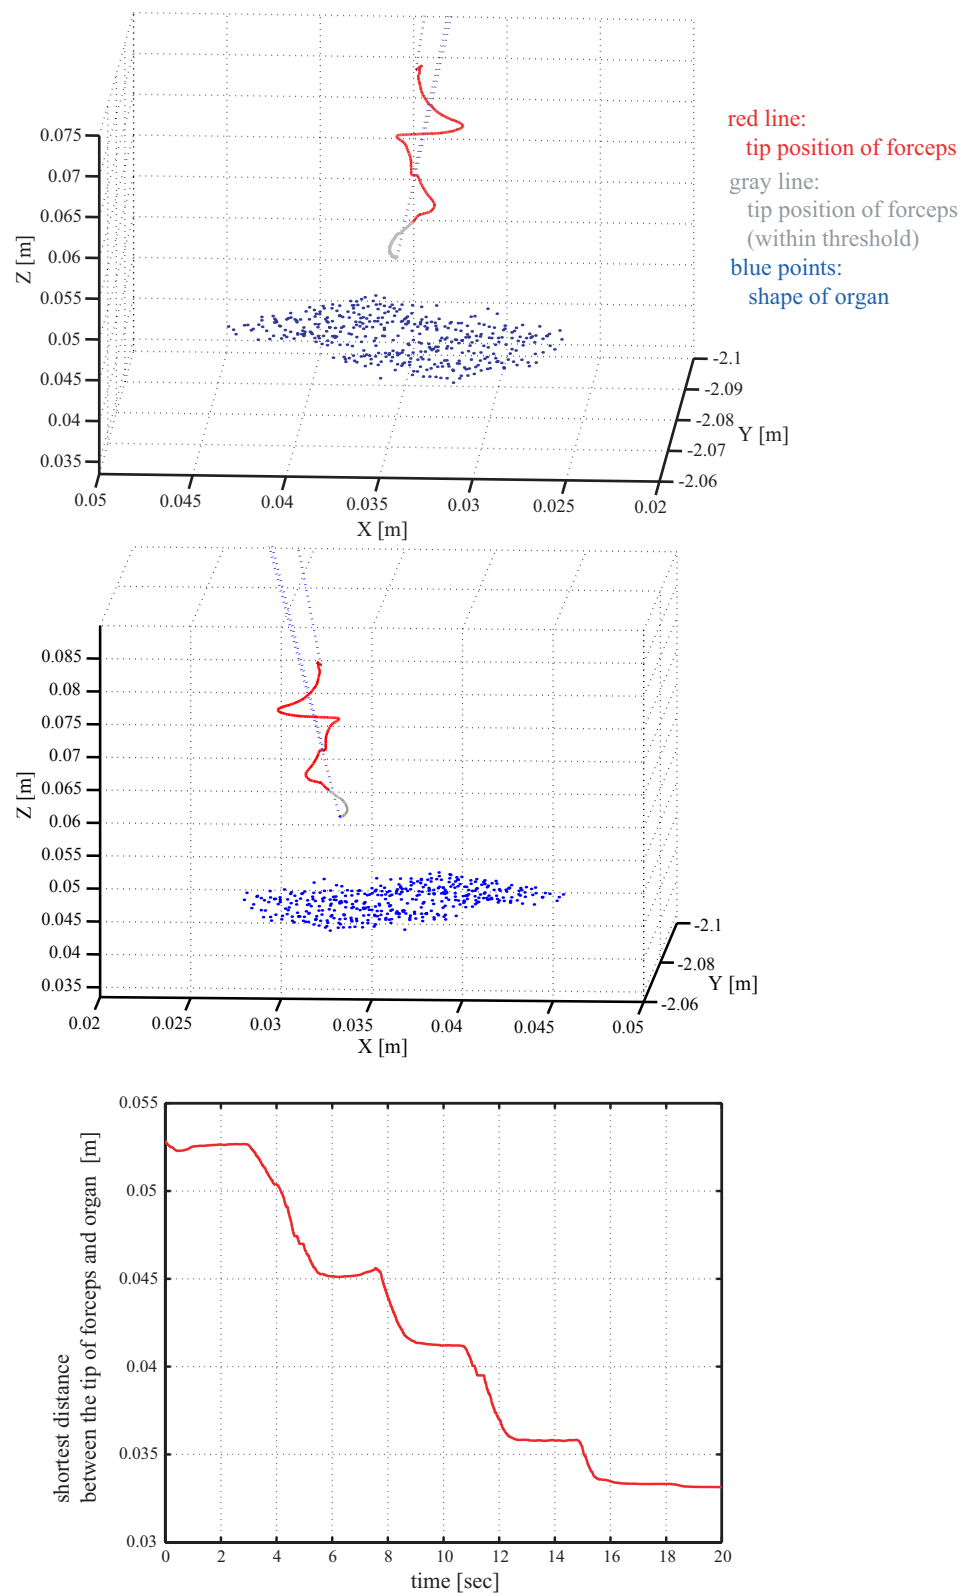 red line:
tip position of forceps
gray line:
tip position of forceps
(within threshold)
blue points:
shape of organ
0.075
0.07
0.065
0.06
0.055
0.05
0.045
0.04
0.035
Z [m]
0.05
0.045
0.04
0.035
0.03
0.025
0.02
X [m]
-2.1
-2.09
-2.08
-2.07
-2.06
Y [m]
0.085
0.08
0.075
0.07
0.065
0.06
0.055
0.05
0.045
0.04
0.035
Z [m]
0.02
0.025
0.03
0.035
0.04
0.045
0.05
X [m]
-2.1
-2.08
-2.06
Y [m]
0.055
0.05
0.045
0.04
0.035
0.03
shortest distance
between the tip of forceps and organ [m]
0 2 4 6 8 10 12 14 16 18 20
time [sec]